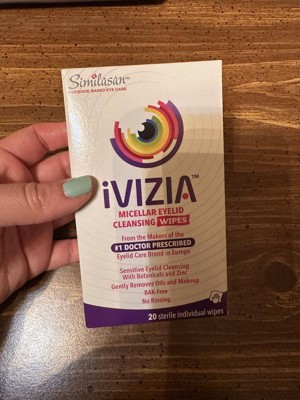 Similasan™
SCIENCE-BASED EYE CARE
iVIZIA™
MICELLAR EYELID
CLEANSING WIPES
From the Makers of the
#1 DOCTOR PRESCRIBED
Eyelid Care Brand in Europe
Sensitive Eyelid Cleansing
With Botanicals and Zinc
Gently Removes Oils and Makeup
BAK-Free
No Rinsing
20 sterile individual wipes